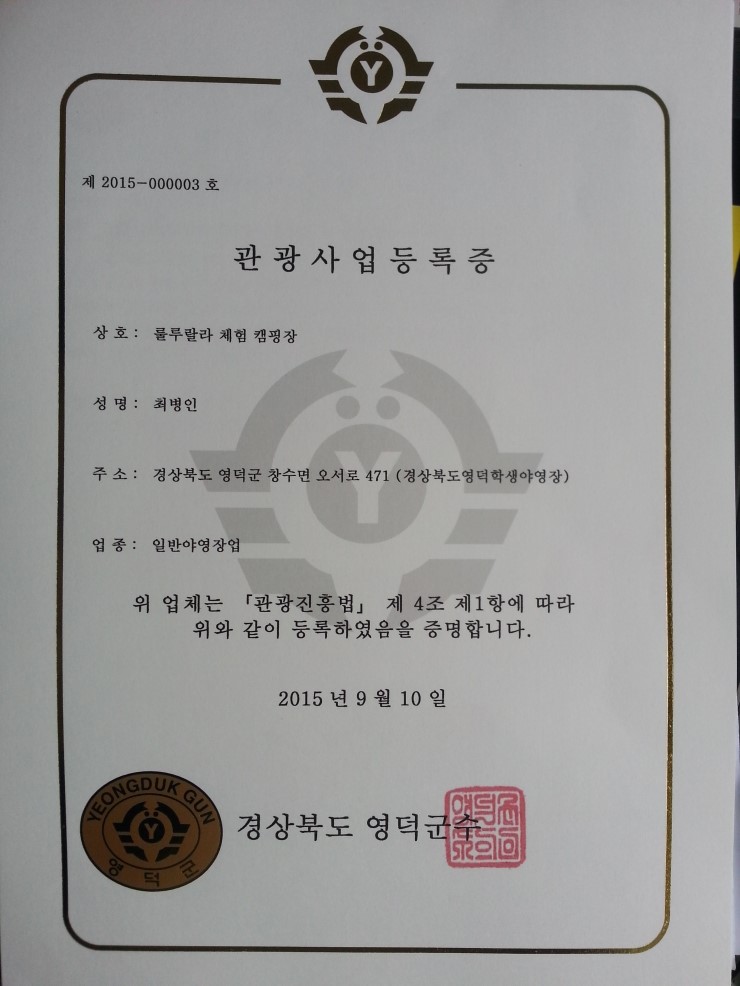 Y
제 2015-000003 호
관광사업등록증
상 호 : 룰루랄라 체험 캠핑장
성 명 : 최병인
주 소 : 경상북도 영덕군 창수면 오서로 471 (경상북도영덕학생야영장)
Y
업 종 : 일반야영장업
위 업체는 「관광진흥법」 제 4조 제1항에 따라
위와 같이 등록하였음을 증명합니다.
2015 년 9 월 10 일
YEONGDUK GUN
Y
영덕군
경상북도 영덕군수